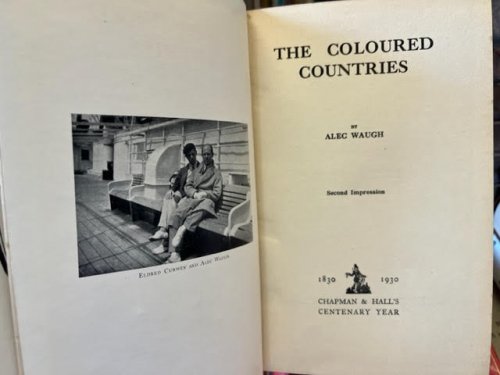 ELDRED CURWEN AND ALEC WAUGH.
THE COLOURED
COUNTRIES
BY
ALEC WAUGH
Second Impression
1830 1930
CHAPMAN & HALL'S
CENTENARY YEAR